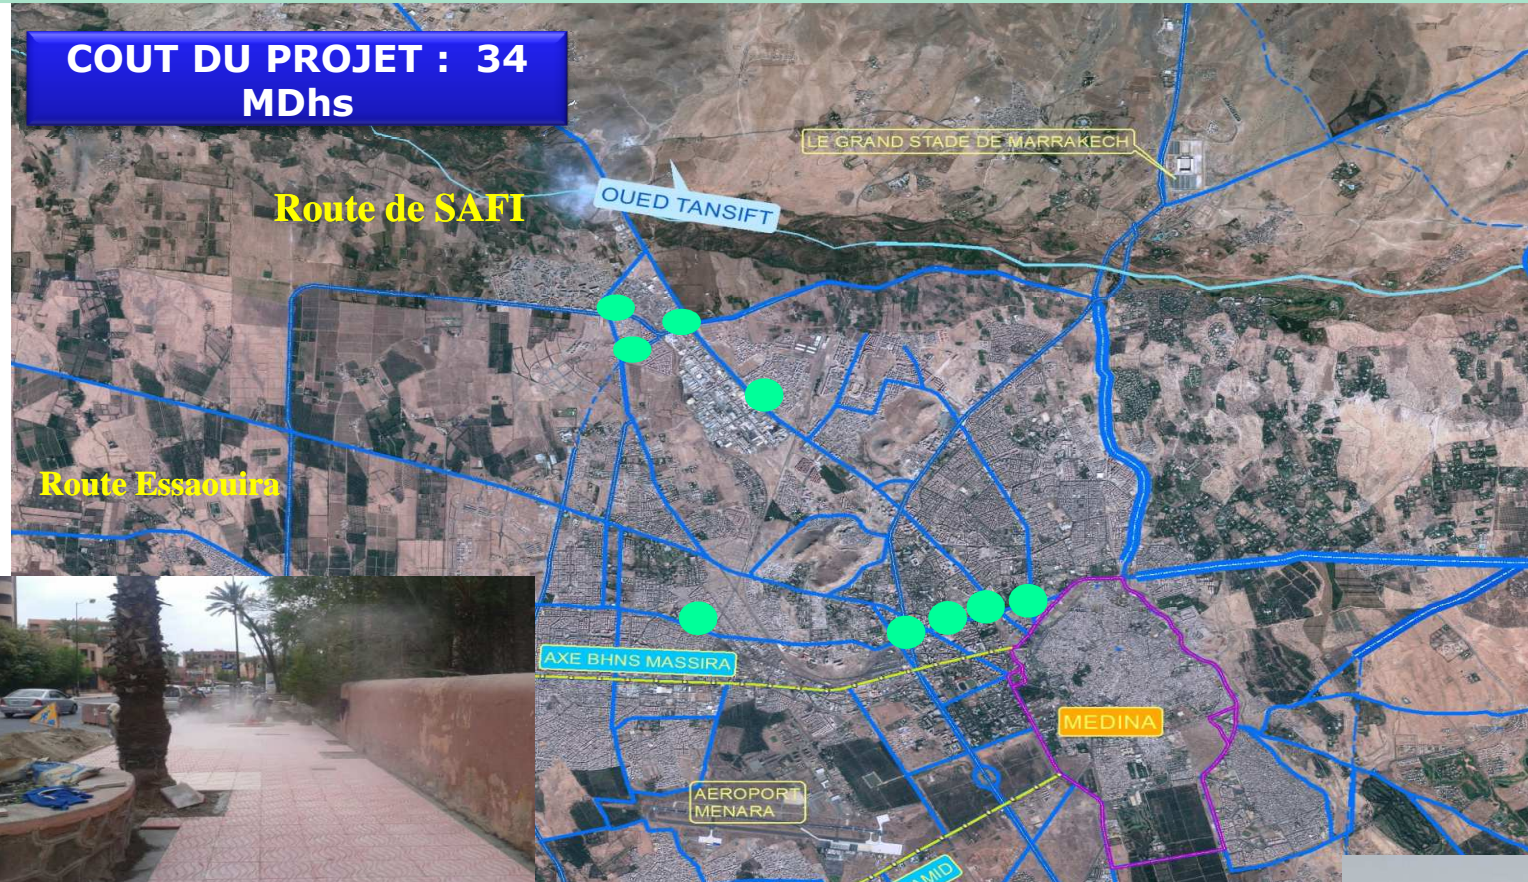 COUT DU PROJET : 34
MDhs
LE GRAND STADE DE MARRAKECH
OUED TANSIFT
Route de SAFI
Route Essaouira
AXE BHNS MASSIRA
MEDINA
AEROPORT
MENARA